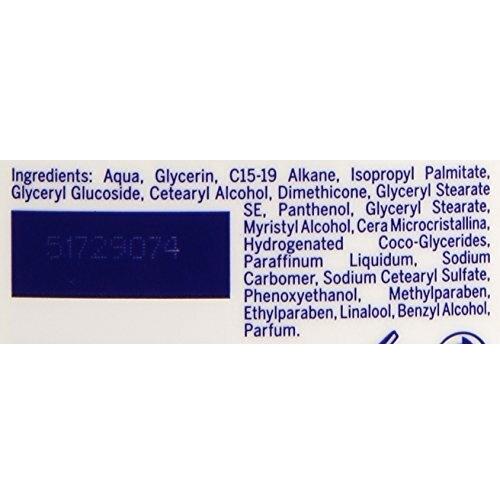 Ingredients: Aqua, Glycerin, C15-19 Alkane, Isopropyl Palmitate,
Glyceryl Glucoside, Cetearyl Alcohol, Dimethicone, Glyceryl Stearate
SE, Panthenol, Glyceryl Stearate,
Myristyl Alcohol, Cera Microcristallina,
Hydrogenated Coco-Glycerides,
Paraffinum Liquidum, Sodium
Carbomer, Sodium Cetearyl Sulfate,
Phenoxyethanol, Methylparaben,
Ethylparaben, Linalool, Benzyl Alcohol,
Parfum.
51729074